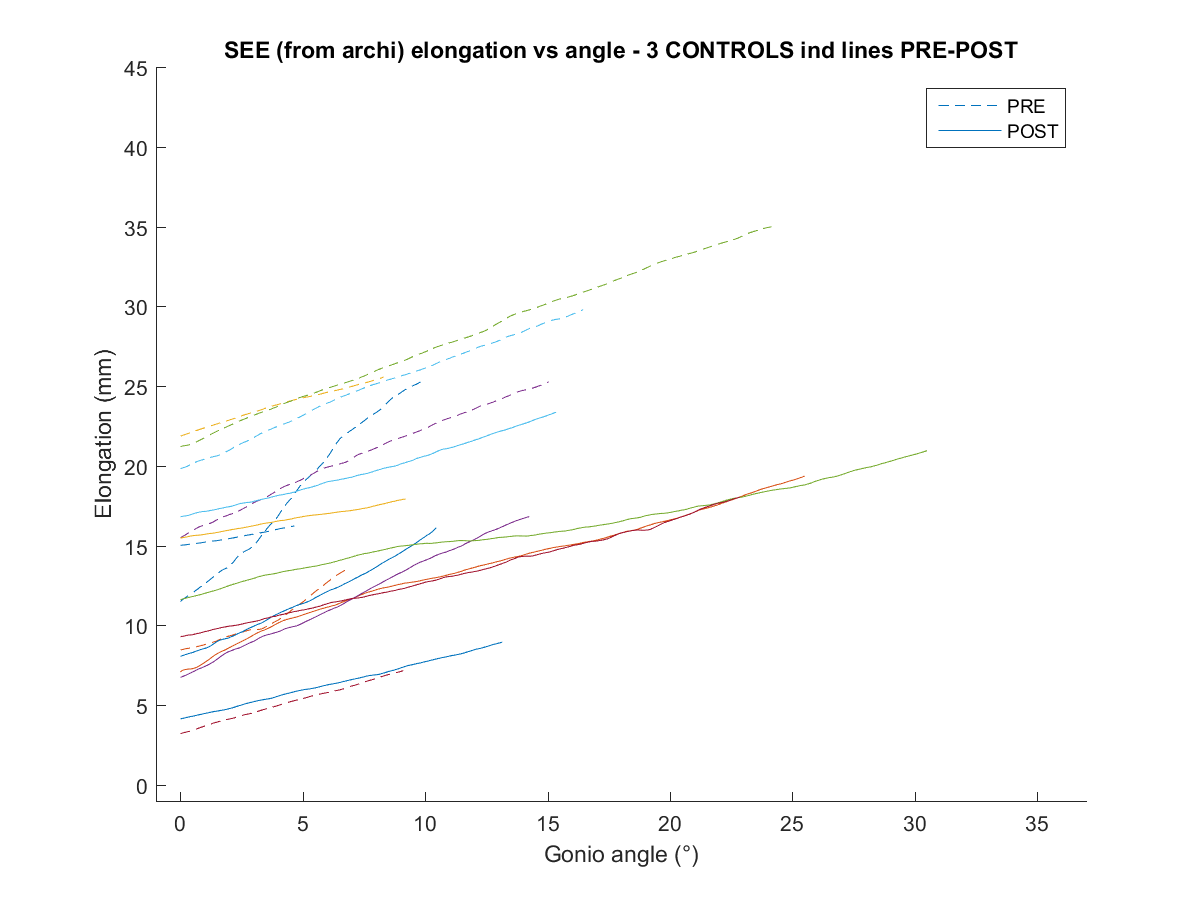 SEE (from archi) elongation vs angle - 3 CONTROLS ind lines PRE-POST
PRE
POST
45
40
35
30
25
20
15
10
5
0
Elongation (mm)
0 5 10 15 20 25 30 35
Gonio angle (°)